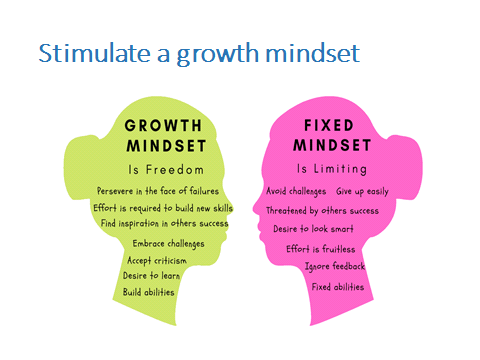 Stimulate a growth mindset
GROWTH
MINDSET
Is Freedom
Persevere in the face of failures
Effort is required to build new skills
Find inspiration in others success
Embrace challenges
Accept criticism
Desire to learn
Build abilities
FIXED
MINDSET
Is Limiting
Avoid challenges Give up easily
Threatened by others success
Desire to look smart
Effort is fruitless
Ignore feedback
Fixed abilities